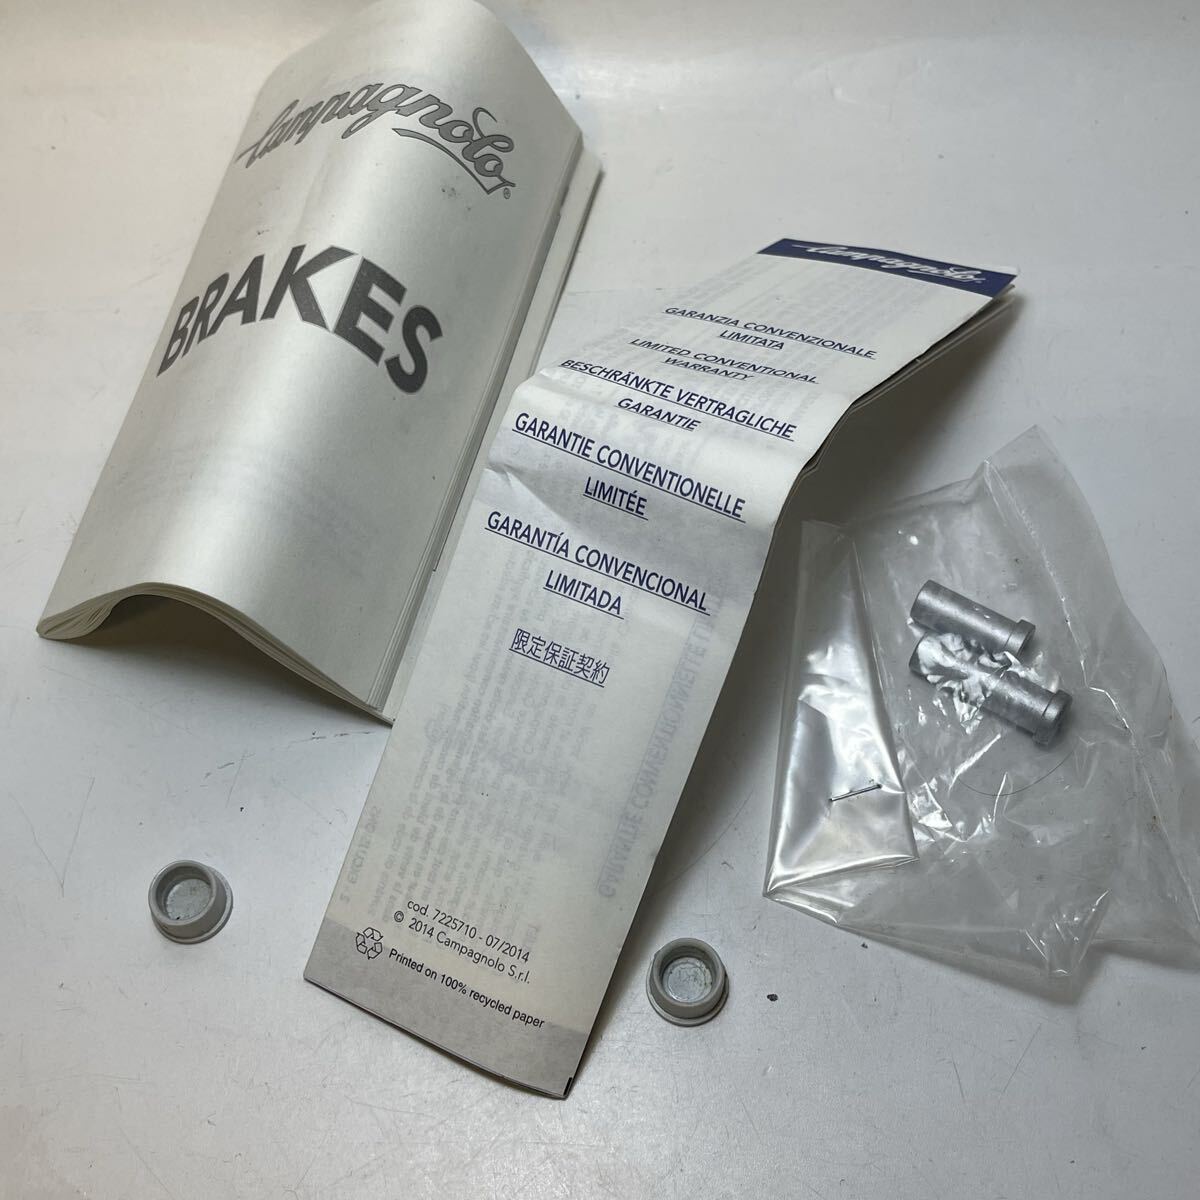 Campagnolo®
BRAKES
Campagnolo
GARANZIA CONVENZIONALE
LIMITATA
LIMITED CONVENTIONAL
WARRANTY
BESCHRÄNKTE VERTRAGLICHE
GARANTIE
GARANTIE CONVENTIONELLE
LIMITÉE
GARANTÍA CONVENCIONAL
LIMITADA
限定保証契約
cod. 7225710 - 07/2014
© 2014 Campagnolo S.r.l.
Printed on 100% recycled paper